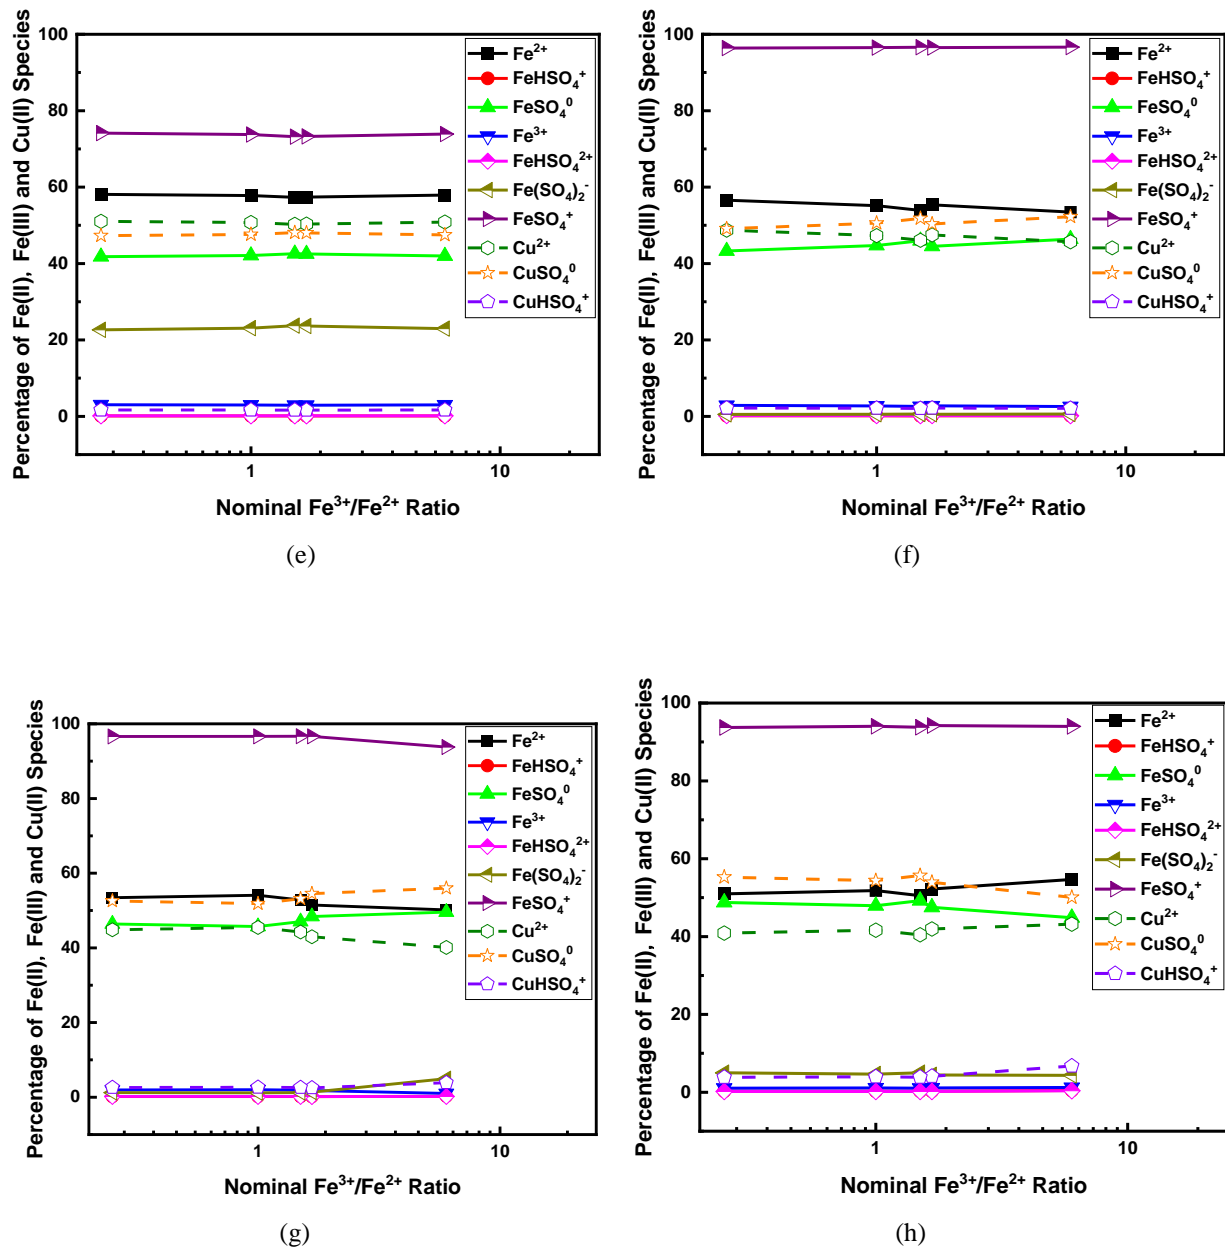 Percentage of Fe(II), Fe(III) and Cu(II) Species
100
80
60
40
20
0
1
10
Nominal Fe³⁺/Fe²⁺ Ratio
Fe²⁺
FeHSO₄⁺
FeSO₄⁰
Fe³⁺
FeHSO₄²⁺
Fe(SO₄)₂⁻
FeSO₄⁺
Cu²⁺
CuSO₄⁰
CuHSO₄⁺
(e)
Percentage of Fe(II), Fe(III) and Cu(II) Species
100
80
60
40
20
0
1
10
Nominal Fe³⁺/Fe²⁺ Ratio
Fe²⁺
FeHSO₄⁺
FeSO₄⁰
Fe³⁺
FeHSO₄²⁺
Fe(SO₄)₂⁻
FeSO₄⁺
Cu²⁺
CuSO₄⁰
CuHSO₄⁺
(f)
Percentage of Fe(II), Fe(III) and Cu(II) Species
100
80
60
40
20
0
1
10
Nominal Fe³⁺/Fe²⁺ Ratio
Fe²⁺
FeHSO₄⁺
FeSO₄⁰
Fe³⁺
FeHSO₄²⁺
Fe(SO₄)₂⁻
FeSO₄⁺
Cu²⁺
CuSO₄⁰
CuHSO₄⁺
(g)
Percentage of Fe(II), Fe(III) and Cu(II) Species
100
80
60
40
20
0
1
10
Nominal Fe³⁺/Fe²⁺ Ratio
Fe²⁺
FeHSO₄⁺
FeSO₄⁰
Fe³⁺
FeHSO₄²⁺
Fe(SO₄)₂⁻
FeSO₄⁺
Cu²⁺
CuSO₄⁰
CuHSO₄⁺
(h)